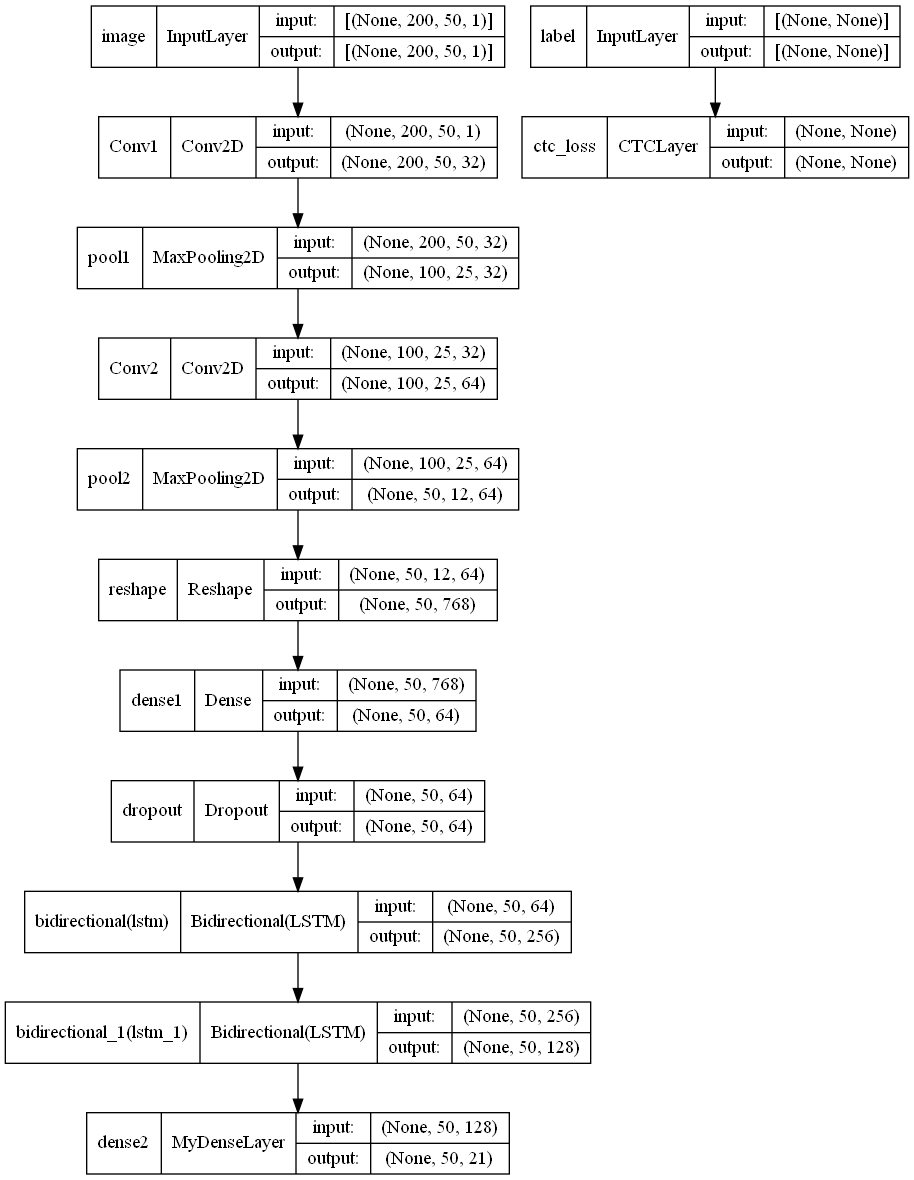 image InputLayer input: [(None, 200, 50, 1)]
output: [(None, 200, 50, 1)]
label InputLayer input: [(None, None)]
output: [(None, None)]
Conv1 Conv2D input: (None, 200, 50, 1)
output: (None, 200, 50, 32)
ctc_loss CTCLayer input: (None, None)
output: (None, None)
pool1 MaxPooling2D input: (None, 200, 50, 32)
output: (None, 100, 25, 32)
Conv2 Conv2D input: (None, 100, 25, 32)
output: (None, 100, 25, 64)
pool2 MaxPooling2D input: (None, 100, 25, 64)
output: (None, 50, 12, 64)
reshape Reshape input: (None, 50, 12, 64)
output: (None, 50, 768)
dense1 Dense input: (None, 50, 768)
output: (None, 50, 64)
dropout Dropout input: (None, 50, 64)
output: (None, 50, 64)
bidirectional(lstm) Bidirectional(LSTM) input: (None, 50, 64)
output: (None, 50, 256)
bidirectional_1(lstm_1) Bidirectional(LSTM) input: (None, 50, 256)
output: (None, 50, 128)
dense2 MyDenseLayer input: (None, 50, 128)
output: (None, 50, 21)